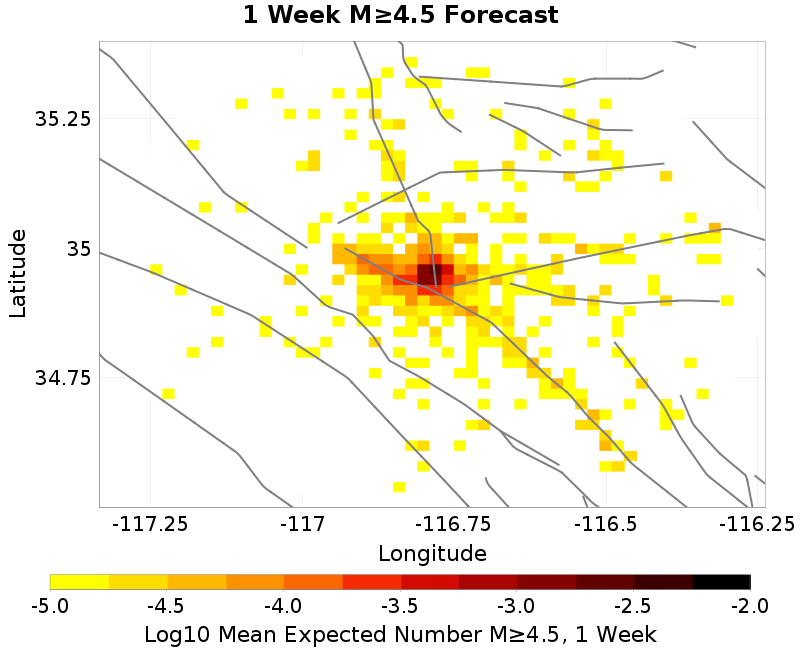 1 Week M≥4.5 Forecast
35.25
35
34.75
Latitude
-117.25 -117 -116.75 -116.5 -116.25
Longitude
-5.0 -4.5 -4.0 -3.5 -3.0 -2.5 -2.0
Log10 Mean Expected Number M≥4.5, 1 Week